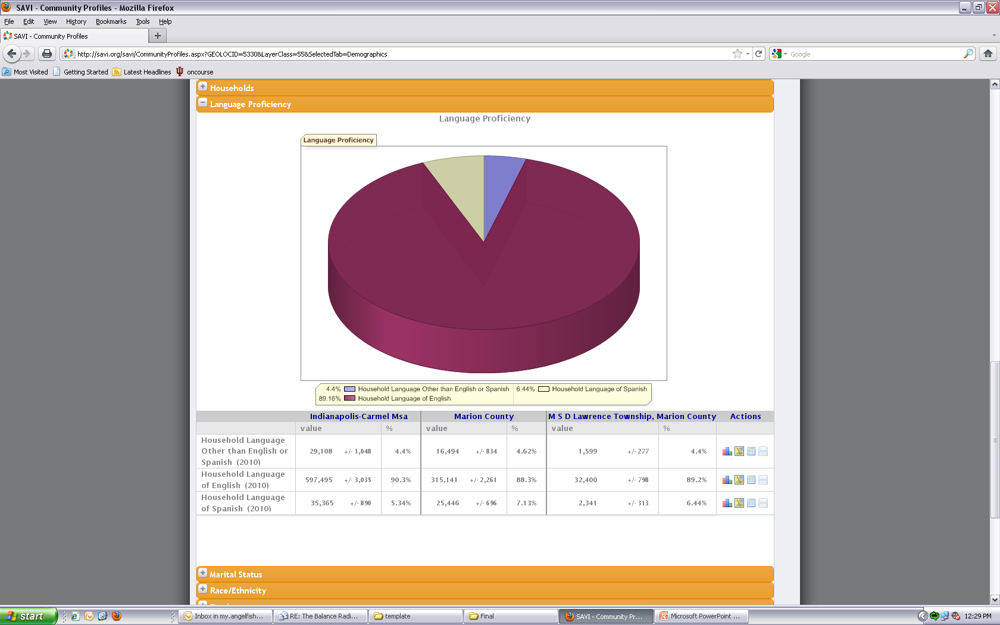 SAVI - Community Profiles - Mozilla Firefox
File Edit View History Bookmarks Tools Help
SAVI - Community Profiles
http://savi.org/savi/CommunityProfiles.aspx?GEOLOCID=5330&LayerClass=55&SelectedTab=Demographics
Google
Most Visited Getting Started Latest Headlines oncourse
Households
Language Proficiency
Language Proficiency
Language Proficiency
4.4% Household Language Other than English or Spanish 6.44% Household Language of Spanish
89.16% Household Language of English
Indianapolis-Carmel Msa Marion County M S D Lawrence Township, Marion County Actions
value % value % value %
Household Language
Other than English or
Spanish (2010)
29,108 +/- 1,048 4.4% 16,494 +/- 834 4.62% 1,599 +/- 277 4.4%
Household Language
of English (2010)
597,495 +/- 3,035 90.3% 315,141 +/- 2,261 88.3% 32,400 +/- 798 89.2%
Household Language
of Spanish (2010)
35,365 +/- 890 5.34% 25,446 +/- 696 7.13% 2,341 +/- 313 6.44%
Marital Status
Race/Ethnicity
start Inbox in my.angelfish... RE: The Balance Radi... template Final SAVI - Community Pr... Microsoft PowerPoint ... 12:29 PM